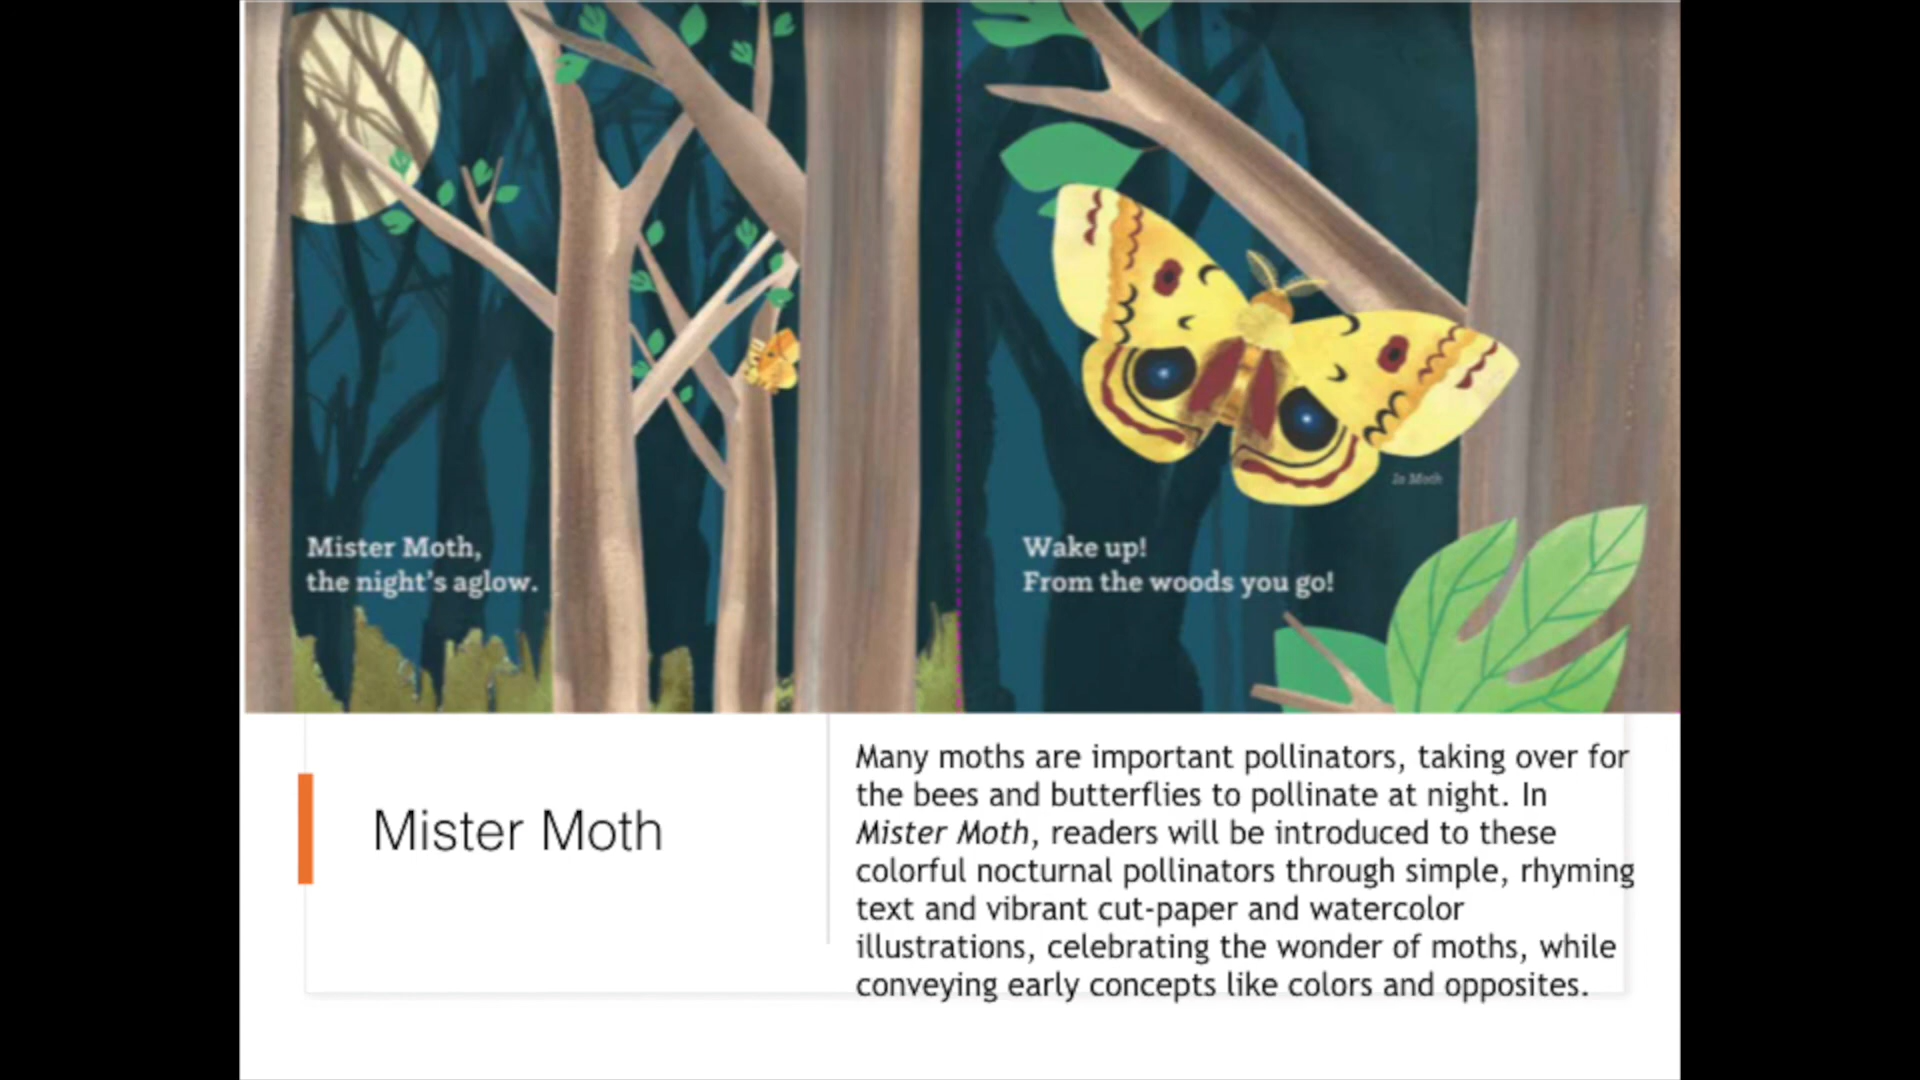 Mister Moth,
the night's aglow.
Wake up!
From the woods you go!
Io Moth
Mister Moth
Many moths are important pollinators, taking over for
the bees and butterflies to pollinate at night. In
Mister Moth, readers will be introduced to these
colorful nocturnal pollinators through simple, rhyming
text and vibrant cut-paper and watercolor
illustrations, celebrating the wonder of moths, while
conveying early concepts like colors and opposites.